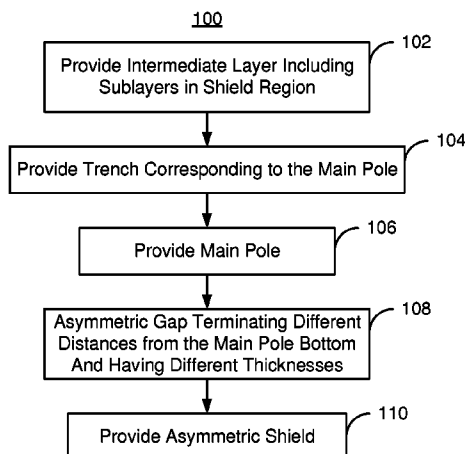 100
102
Provide Intermediate Layer Including
Sublayers in Shield Region
104
Provide Trench Corresponding to the Main Pole
106
Provide Main Pole
108
Asymmetric Gap Terminating Different
Distances from the Main Pole Bottom
And Having Different Thicknesses
110
Provide Asymmetric Shield